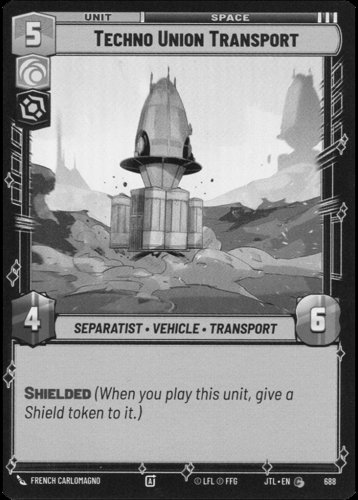 UNIT
SPACE
5
TECHNO UNION TRANSPORT
4
SEPARATIST • VEHICLE • TRANSPORT
6
SHIELDED (When you play this unit, give a
Shield token to it.)
FRENCH CARLOMAGNO
A
© LFL © FFG
JTL • EN
C
688